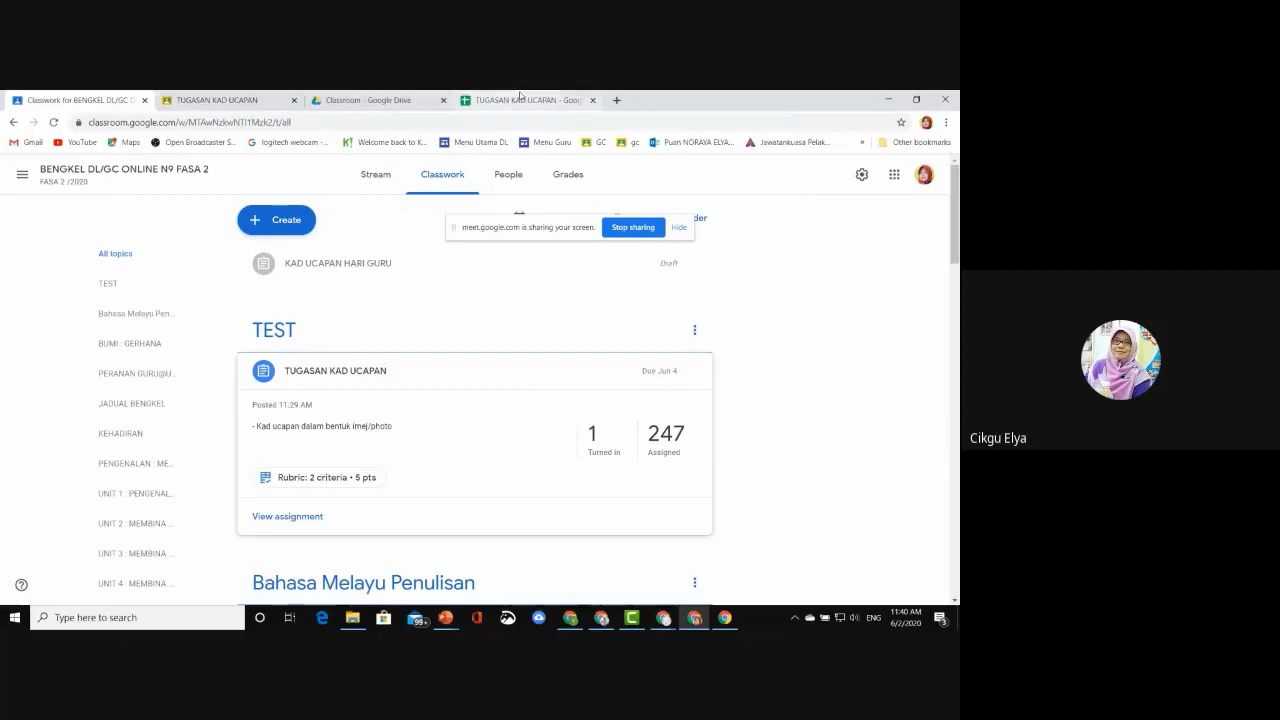 Classwork for BENGKEL DL/GC O
TUGASAN KAD UCAPAN
Classroom - Google Drive
TUGASAN KAD UCAPAN - Goog
classroom.google.com/w/MTAwNzkwNTI1Mzk2/t/all
Gmail
YouTube
Maps
Open Broadcaster S...
logitech webcam -...
Welcome back to K...
Menu Utama DL
Menu Guru
GC
gc
Puan NORAYA ELYA...
Jawatankuasa Pelak...
»
Other bookmarks
BENGKEL DL/GC ONLINE N9 FASA 2
FASA 2 /2020
Stream
Classwork
People
Grades
Create
der
meet.google.com is sharing your screen.
Stop sharing
Hide
KAD UCAPAN HARI GURU
Draft
All topics
TEST
Bahasa Melayu Pen...
BUMI : GERHANA
PERANAN GURU@U...
JADUAL BENGKEL
KEHADIRAN
PENGENALAN : ME...
UNIT 1 : PENGENAL...
UNIT 2 : MEMBINA ...
UNIT 3 : MEMBINA ...
UNIT 4 : MEMBINA ...
TEST
TUGASAN KAD UCAPAN
Due Jun 4
Posted 11:29 AM
- Kad ucapan dalam bentuk imej/photo
1
Turned in
247
Assigned
Rubric: 2 criteria • 5 pts
View assignment
Bahasa Melayu Penulisan
Cikgu Elya
Type here to search
99+
ENG
11:40 AM
6/2/2020
3